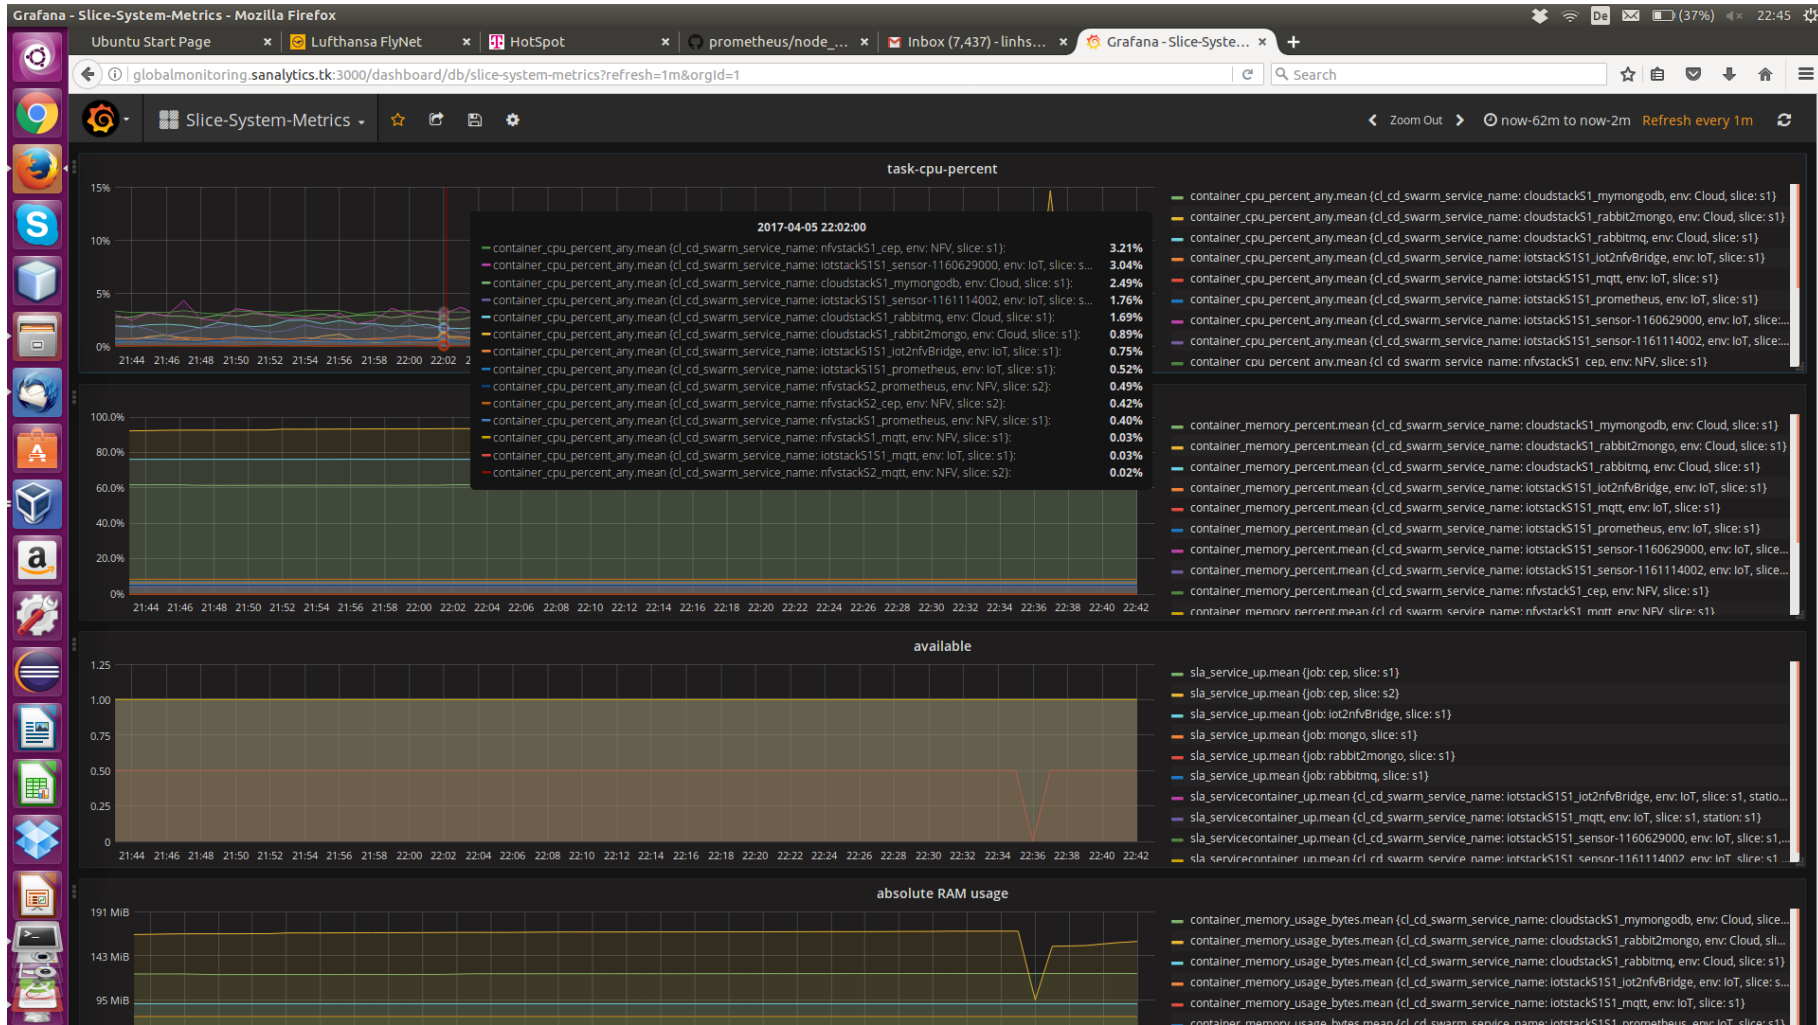 Grafana - Slice-System-Metrics - Mozilla Firefox
De (37%) 22:45
Ubuntu Start Page × Lufthansa FlyNet × HotSpot × prometheus/node_... × Inbox (7,437) - linhs... × Grafana - Slice-Syste... × +
globalmonitoring.sanalytics.tk:3000/dashboard/db/slice-system-metrics?refresh=1m&orgId=1
Search
Slice-System-Metrics
Zoom Out now-62m to now-2m Refresh every 1m
task-cpu-percent
15%
10%
5%
0%
21:44 21:46 21:48 21:50 21:52 21:54 21:56 21:58 22:00 22:02 2
2017-04-05 22:02:00
container_cpu_percent_any.mean {cl_cd_swarm_service_name: nfvstackS1_cep, env: NFV, slice: s1}: 3.21%
container_cpu_percent_any.mean {cl_cd_swarm_service_name: iotstackS1S1_sensor-1160629000, env: IoT, slice: s... 3.04%
container_cpu_percent_any.mean {cl_cd_swarm_service_name: cloudstackS1_mymongodb, env: Cloud, slice: s1}: 2.49%
container_cpu_percent_any.mean {cl_cd_swarm_service_name: iotstackS1S1_sensor-1161114002, env: IoT, slice: s... 1.76%
container_cpu_percent_any.mean {cl_cd_swarm_service_name: cloudstackS1_rabbitmq, env: Cloud, slice: s1}: 1.69%
container_cpu_percent_any.mean {cl_cd_swarm_service_name: cloudstackS1_rabbit2mongo, env: Cloud, slice: s1}: 0.89%
container_cpu_percent_any.mean {cl_cd_swarm_service_name: iotstackS1S1_iot2nfvBridge, env: IoT, slice: s1}: 0.75%
container_cpu_percent_any.mean {cl_cd_swarm_service_name: iotstackS1S1_prometheus, env: IoT, slice: s1}: 0.52%
container_cpu_percent_any.mean {cl_cd_swarm_service_name: nfvstackS2_prometheus, env: NFV, slice: s2}: 0.49%
container_cpu_percent_any.mean {cl_cd_swarm_service_name: nfvstackS2_cep, env: NFV, slice: s2}: 0.42%
container_cpu_percent_any.mean {cl_cd_swarm_service_name: nfvstackS1_prometheus, env: NFV, slice: s1}: 0.40%
container_cpu_percent_any.mean {cl_cd_swarm_service_name: nfvstackS1_mqtt, env: NFV, slice: s1}: 0.03%
container_cpu_percent_any.mean {cl_cd_swarm_service_name: iotstackS1S1_mqtt, env: IoT, slice: s1}: 0.03%
container_cpu_percent_any.mean {cl_cd_swarm_service_name: nfvstackS2_mqtt, env: NFV, slice: s2}: 0.02%
container_cpu_percent_any.mean {cl_cd_swarm_service_name: cloudstackS1_mymongodb, env: Cloud, slice: s1}
container_cpu_percent_any.mean {cl_cd_swarm_service_name: cloudstackS1_rabbit2mongo, env: Cloud, slice: s1}
container_cpu_percent_any.mean {cl_cd_swarm_service_name: cloudstackS1_rabbitmq, env: Cloud, slice: s1}
container_cpu_percent_any.mean {cl_cd_swarm_service_name: iotstackS1S1_iot2nfvBridge, env: IoT, slice: s1}
container_cpu_percent_any.mean {cl_cd_swarm_service_name: iotstackS1S1_mqtt, env: IoT, slice: s1}
container_cpu_percent_any.mean {cl_cd_swarm_service_name: iotstackS1S1_prometheus, env: IoT, slice: s1}
container_cpu_percent_any.mean {cl_cd_swarm_service_name: iotstackS1S1_sensor-1160629000, env: IoT, slice:...
container_cpu_percent_any.mean {cl_cd_swarm_service_name: iotstackS1S1_sensor-1161114002, env: IoT, slice:...
container_cpu_percent_any.mean {cl_cd_swarm_service_name: nfvstackS1_cep, env: NFV, slice: s1}
100.0%
80.0%
60.0%
40.0%
20.0%
0%
21:44 21:46 21:48 21:50 21:52 21:54 21:56 21:58 22:00 22:02 22:04 22:06 22:08 22:10 22:12 22:14 22:16 22:18 22:20 22:22 22:24 22:26 22:28 22:30 22:32 22:34 22:36 22:38 22:40 22:42
container_memory_percent.mean {cl_cd_swarm_service_name: cloudstackS1_mymongodb, env: Cloud, slice: s1}
container_memory_percent.mean {cl_cd_swarm_service_name: cloudstackS1_rabbit2mongo, env: Cloud, slice: s1}
container_memory_percent.mean {cl_cd_swarm_service_name: cloudstackS1_rabbitmq, env: Cloud, slice: s1}
container_memory_percent.mean {cl_cd_swarm_service_name: iotstackS1S1_iot2nfvBridge, env: IoT, slice: s1}
container_memory_percent.mean {cl_cd_swarm_service_name: iotstackS1S1_mqtt, env: IoT, slice: s1}
container_memory_percent.mean {cl_cd_swarm_service_name: iotstackS1S1_prometheus, env: IoT, slice: s1}
container_memory_percent.mean {cl_cd_swarm_service_name: iotstackS1S1_sensor-1160629000, env: IoT, slice...
container_memory_percent.mean {cl_cd_swarm_service_name: iotstackS1S1_sensor-1161114002, env: IoT, slice...
container_memory_percent.mean {cl_cd_swarm_service_name: nfvstackS1_cep, env: NFV, slice: s1}
container_memory_percent.mean {cl_cd_swarm_service_name: nfvstackS1_mqtt, env: NFV, slice: s1}
available
1.25
1.00
0.75
0.50
0.25
0
21:44 21:46 21:48 21:50 21:52 21:54 21:56 21:58 22:00 22:02 22:04 22:06 22:08 22:10 22:12 22:14 22:16 22:18 22:20 22:22 22:24 22:26 22:28 22:30 22:32 22:34 22:36 22:38 22:40 22:42
sla_service_up.mean {job: cep, slice: s1}
sla_service_up.mean {job: cep, slice: s2}
sla_service_up.mean {job: iot2nfvBridge, slice: s1}
sla_service_up.mean {job: mongo, slice: s1}
sla_service_up.mean {job: rabbit2mongo, slice: s1}
sla_service_up.mean {job: rabbitmq, slice: s1}
sla_servicecontainer_up.mean {cl_cd_swarm_service_name: iotstackS1S1_iot2nfvBridge, env: IoT, slice: s1, statio...
sla_servicecontainer_up.mean {cl_cd_swarm_service_name: iotstackS1S1_mqtt, env: IoT, slice: s1, station: s1}
sla_servicecontainer_up.mean {cl_cd_swarm_service_name: iotstackS1S1_sensor-1160629000, env: IoT, slice: s1,...
sla_servicecontainer_up.mean {cl_cd_swarm_service_name: iotstackS1S1_sensor-1161114002, env: IoT, slice: s1...
absolute RAM usage
191 MiB
143 MiB
95 MiB
container_memory_usage_bytes.mean {cl_cd_swarm_service_name: cloudstackS1_mymongodb, env: Cloud, slice...
container_memory_usage_bytes.mean {cl_cd_swarm_service_name: cloudstackS1_rabbit2mongo, env: Cloud, sli...
container_memory_usage_bytes.mean {cl_cd_swarm_service_name: cloudstackS1_rabbitmq, env: Cloud, slice: s1}
container_memory_usage_bytes.mean {cl_cd_swarm_service_name: iotstackS1S1_iot2nfvBridge, env: IoT, slice: s...
container_memory_usage_bytes.mean {cl_cd_swarm_service_name: iotstackS1S1_mqtt, env: IoT, slice: s1}
container_memory_usage_bytes.mean {cl_cd_swarm_service_name: iotstackS1S1_prometheus, env: IoT, slice: s1}